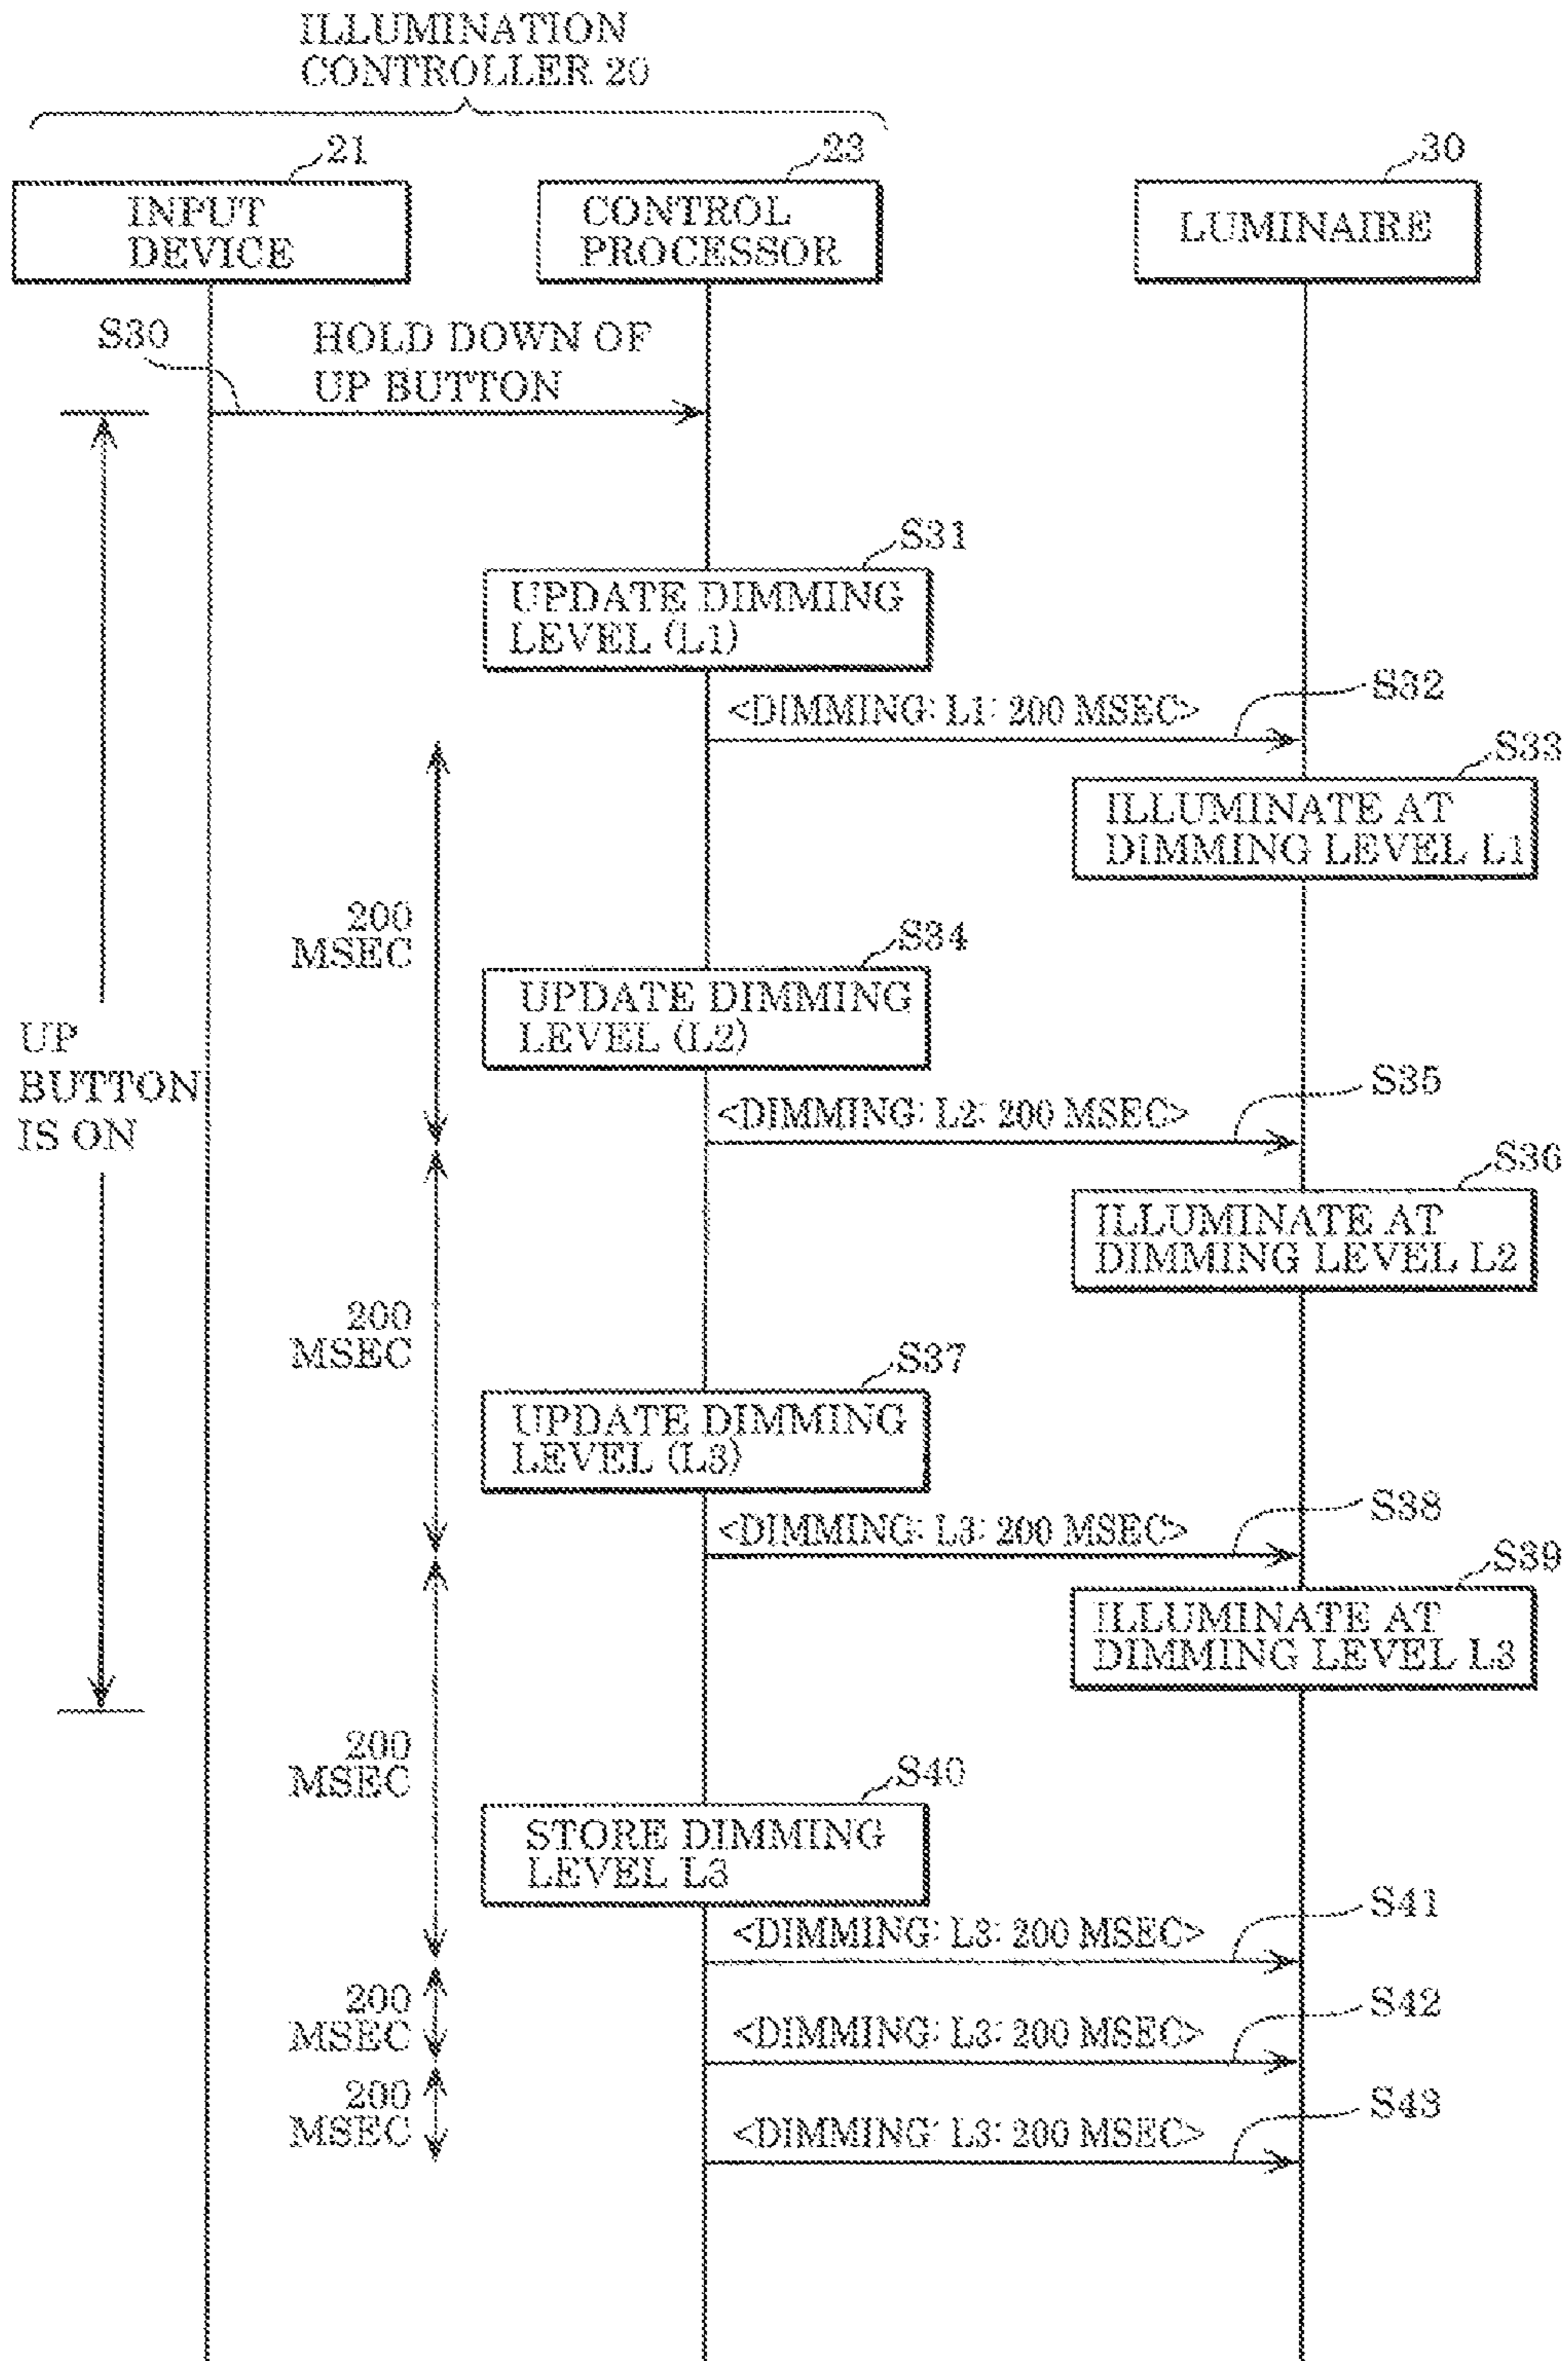 ILLUMINATION
CONTROLLER 20
21
23
30
INPUT
DEVICE
CONTROL
PROCESSOR
LUMINAIRE
S30
HOLD DOWN OF
UP BUTTON
S31
UPDATE DIMMING
LEVEL (L1)
<DIMMING: L1: 200 MSEC>
S32
S33
ILLUMINATE AT
DIMMING LEVEL L1
200
MSEC
S34
UPDATE DIMMING
LEVEL (L2)
UP
BUTTON
IS ON
<DIMMING: L2: 200 MSEC>
S35
S36
ILLUMINATE AT
DIMMING LEVEL L2
200
MSEC
S37
UPDATE DIMMING
LEVEL (L3)
<DIMMING: L3: 200 MSEC>
S38
S39
ILLUMINATE AT
DIMMING LEVEL L3
200
MSEC
S40
STORE DIMMING
LEVEL L3
<DIMMING: L3: 200 MSEC>
S41
200
MSEC
<DIMMING: L3: 200 MSEC>
S42
200
MSEC
<DIMMING: L3: 200 MSEC>
S43